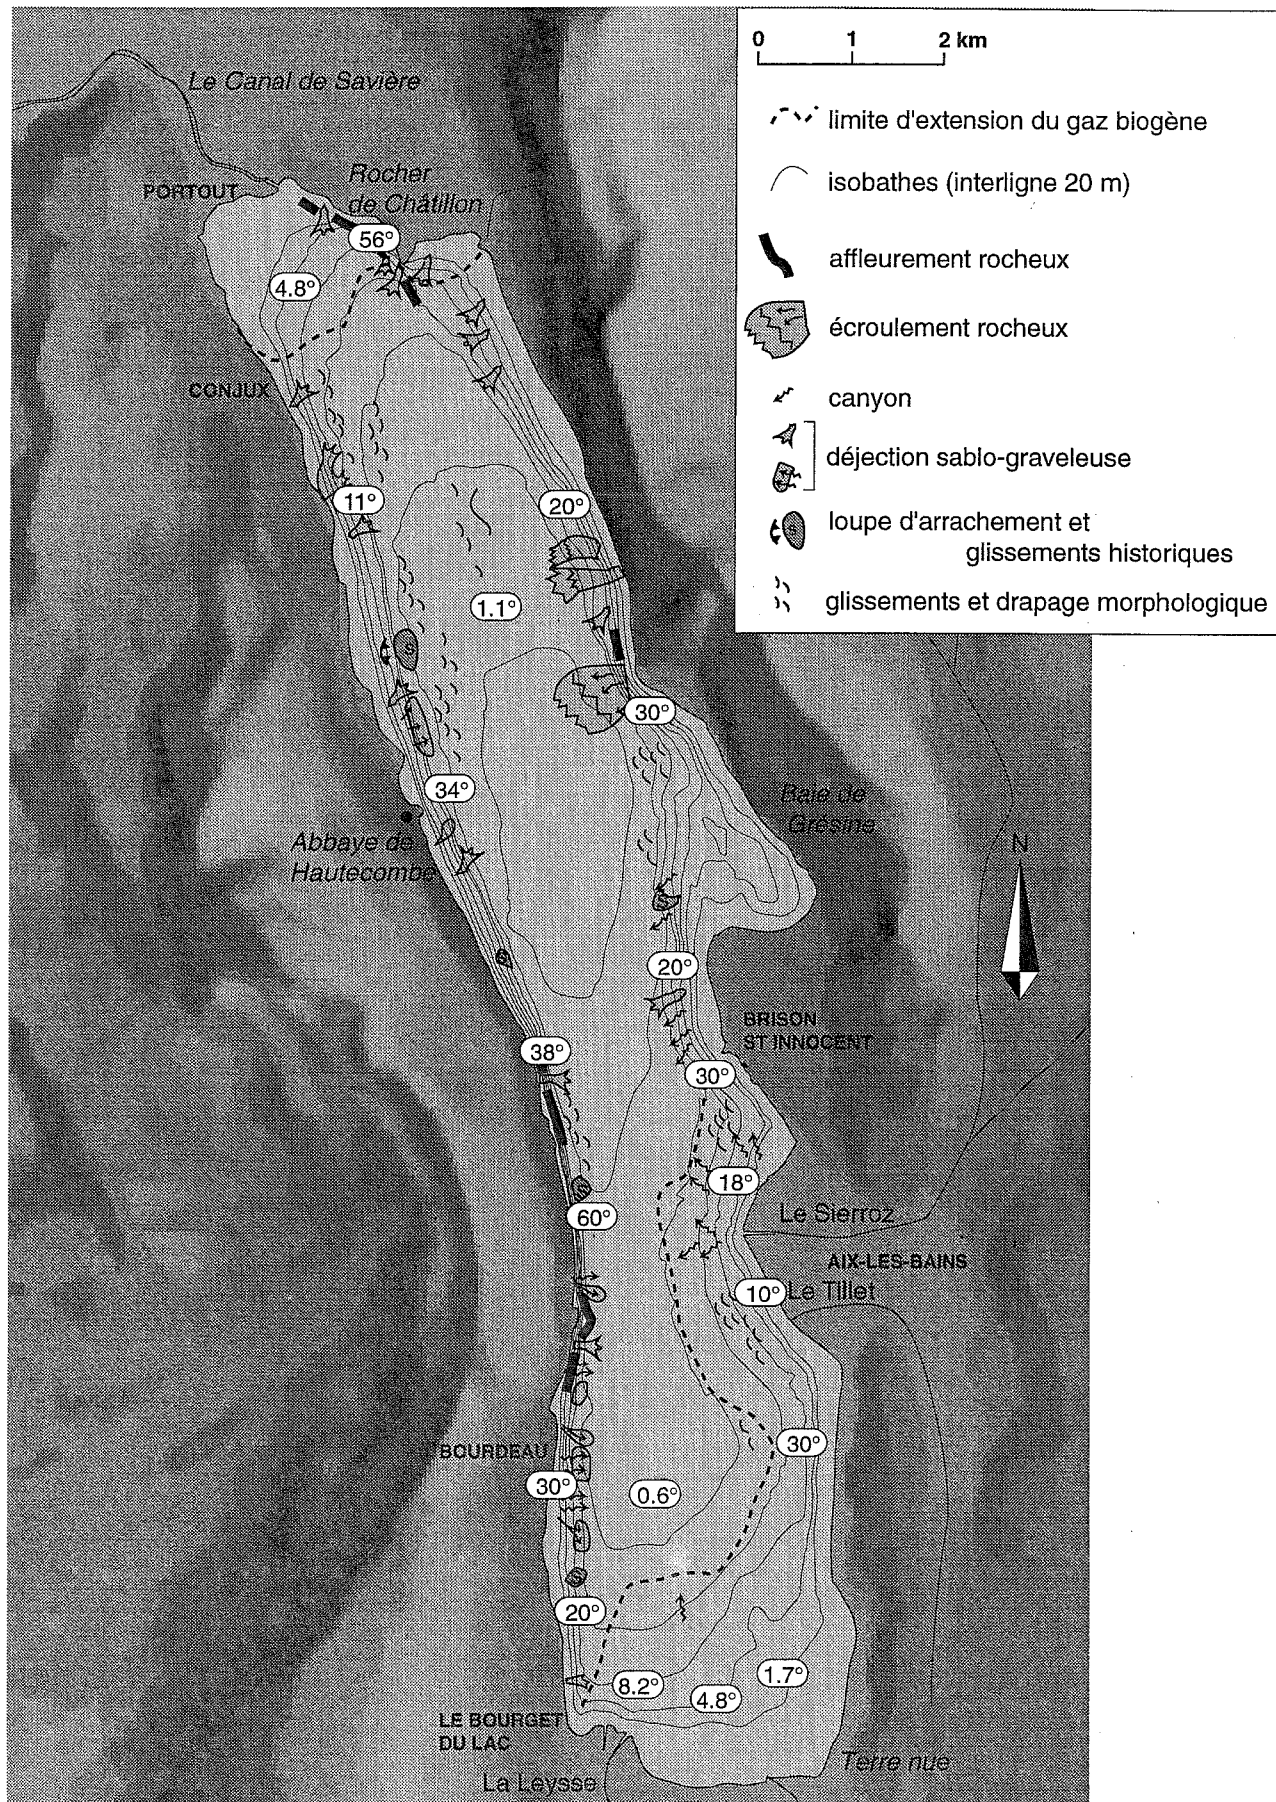 0 1 2 km
limite d'extension du gaz biogène
isobathes (interligne 20 m)
affleurement rocheux
écroulement rocheux
canyon
déjection sablo-graveleuse
loupe d'arrachement et
glissements historiques
glissements et drapage morphologique
Le Canal de Savière
PORTOUT
Rocher
de Châtillon
56°
4.8°
CONJUX
11°
20°
1.1°
S
30°
34°
Baie de
Grésine
Abbaye de
Hautecombe
N
20°
BRISON
ST INNOCENT
38°
30°
18°
60°
Le Sierroz
AIX-LES-BAINS
10°
Le Tillet
BOURDEAU
30°
30°
0.6°
20°
8.2°
4.8°
1.7°
LE BOURGET
DU LAC
La Leysse
Terre nue